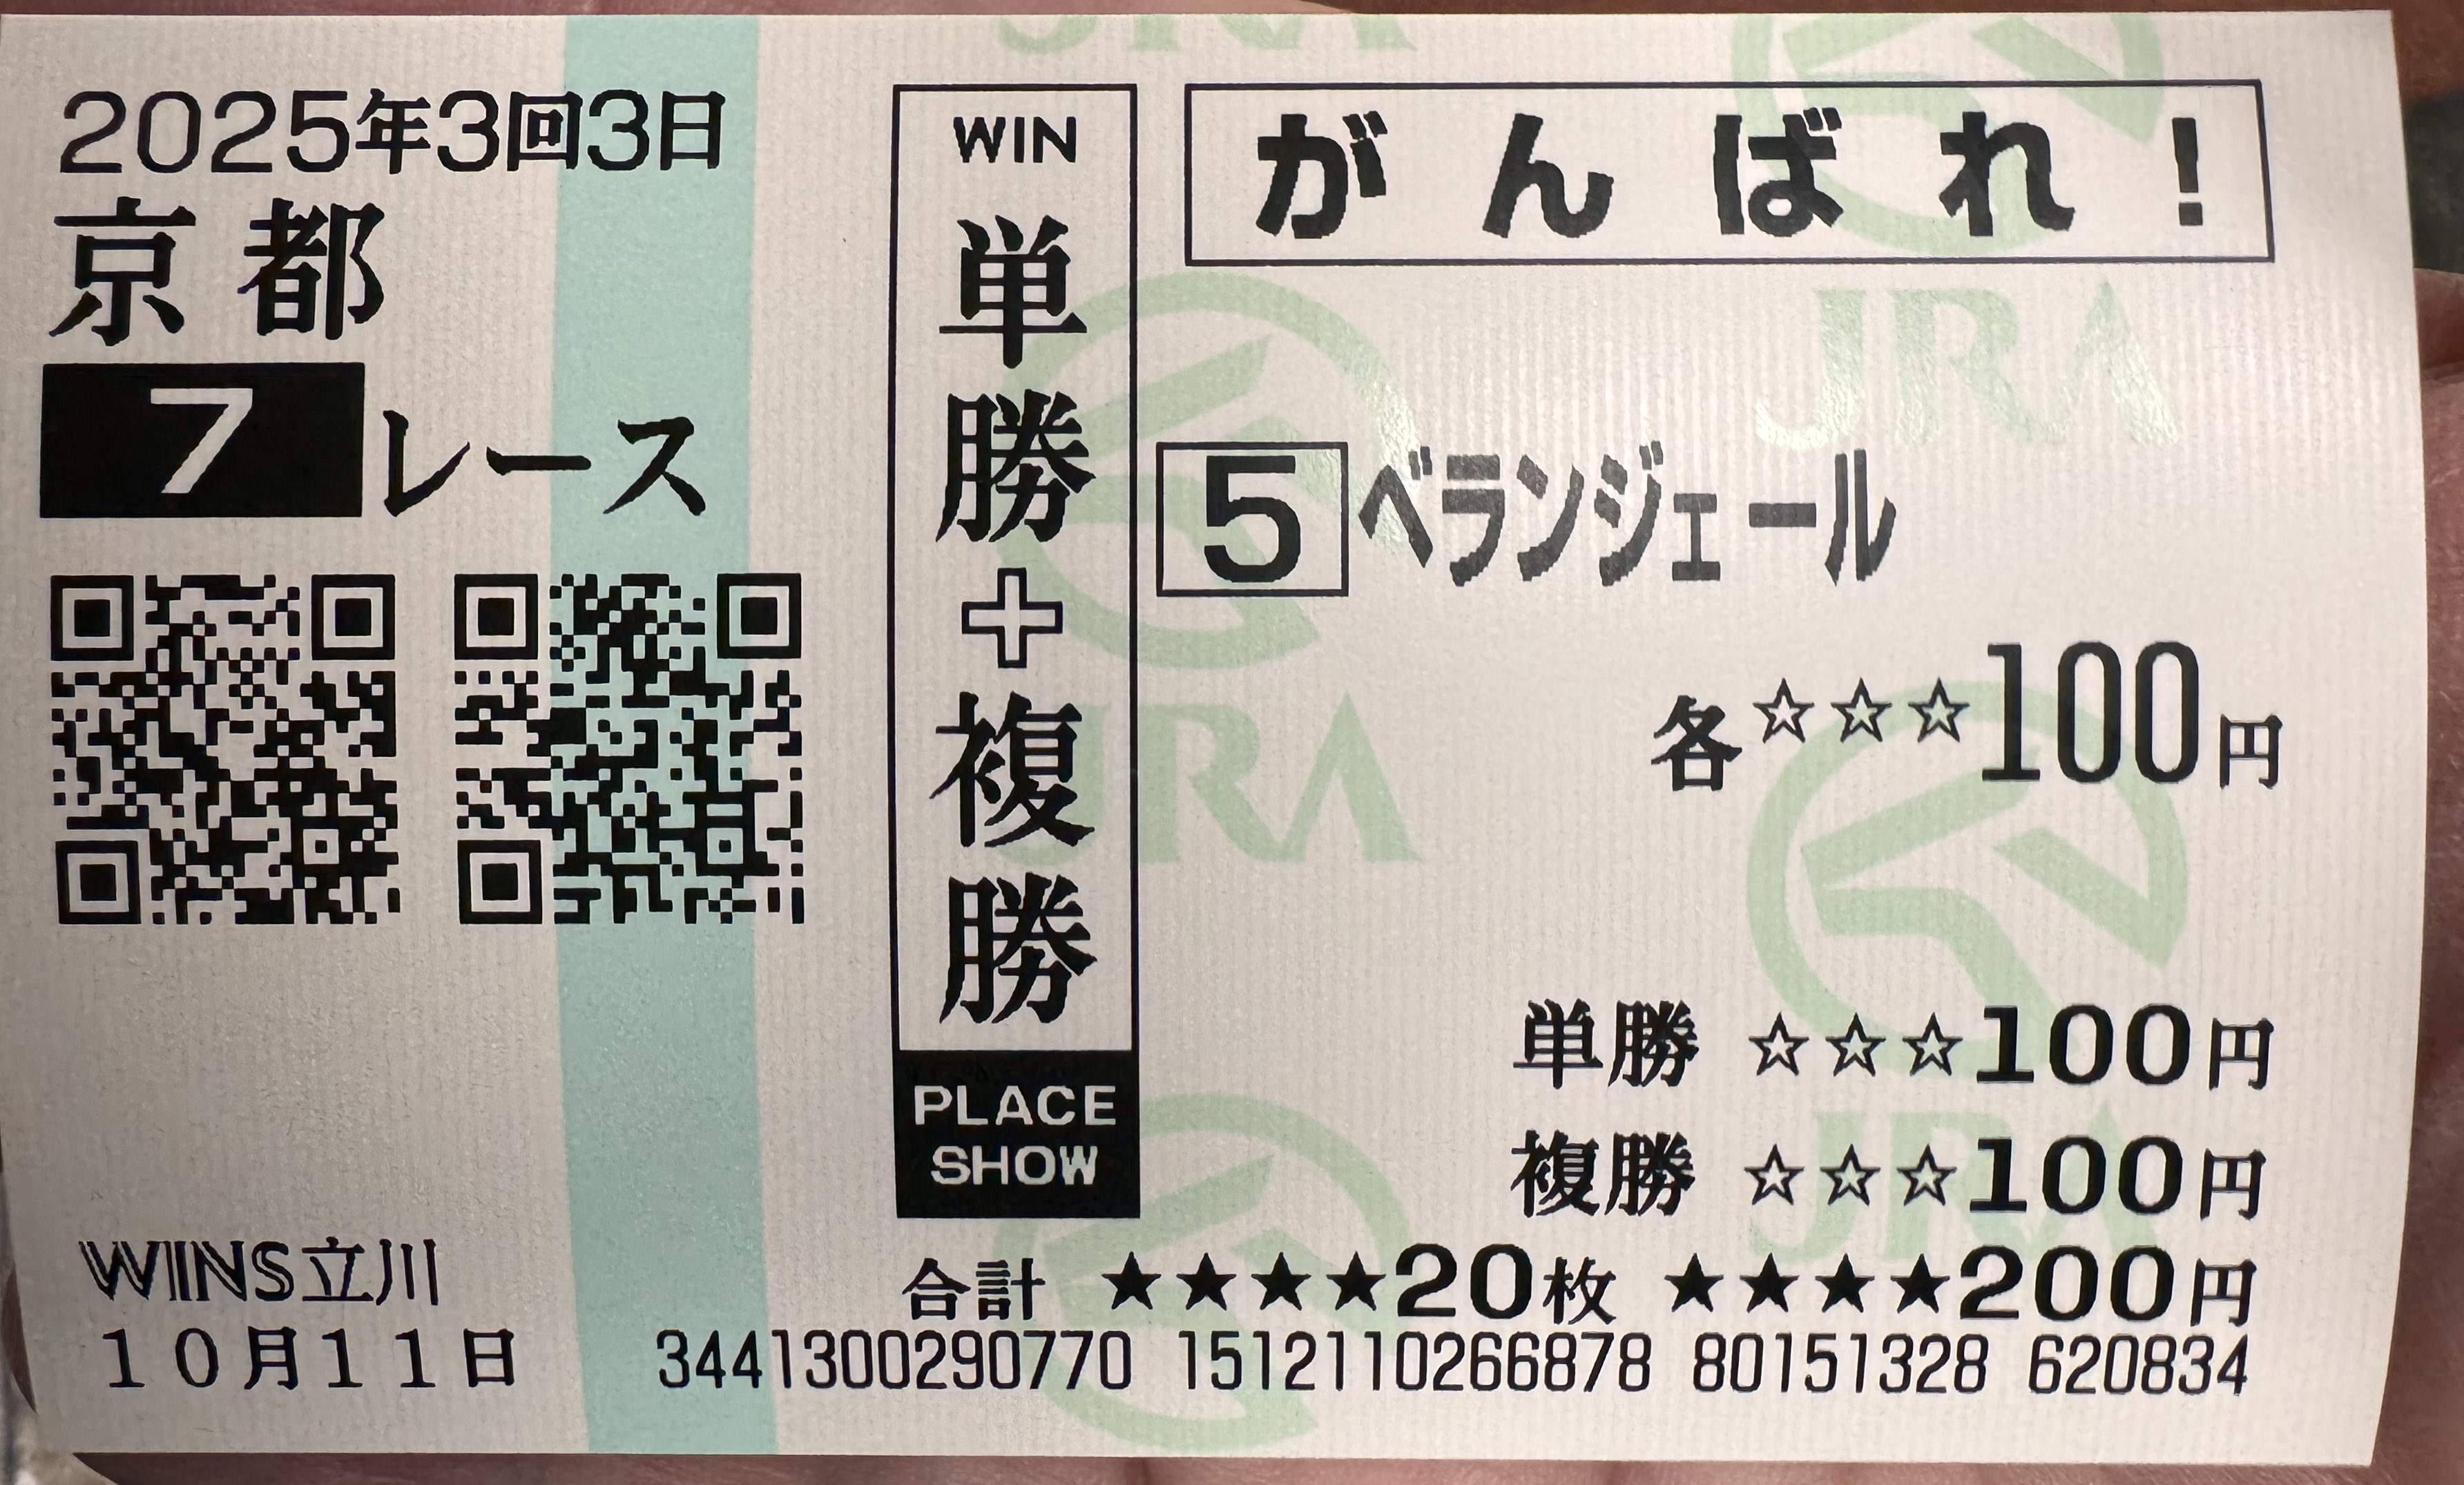 2025年3回3日
京都
7レース
WIN
単勝+複勝
PLACE
SHOW
がんばれ!
5 ベランジェール
各☆☆☆100円
単勝 ☆☆☆100円
複勝 ☆☆☆100円
合計 ★★★★20枚 ★★★★200円
WINS立川
10月11日
3441300290770 1512110266878 80151328 620834
JRA
JRA
JRA
JRA